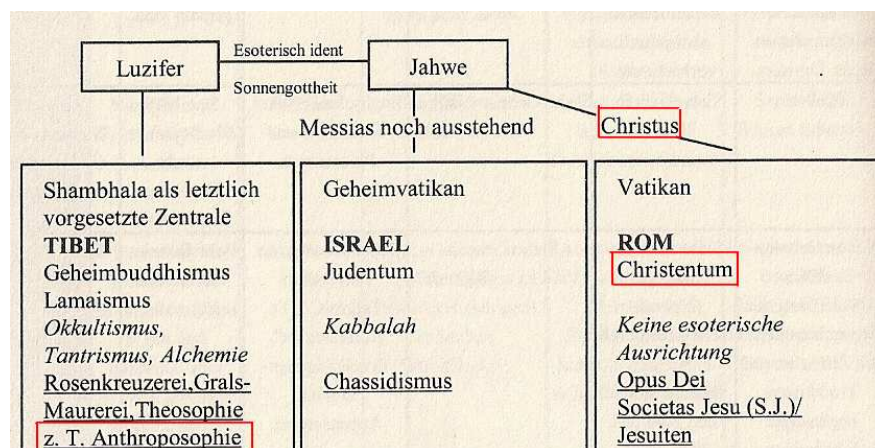 Luzifer
Esoterisch ident
Sonnengottheit
Jahwe
Messias noch ausstehend
Christus
Shambhala als letztlich
vorgesetzte Zentrale
TIBET
Geheimbuddhismus
Lamaismus
Okkultismus,
Tantrismus, Alchemie
Rosenkreuzerei,Grals-
Maurerei,Theosophie
z. T. Anthroposophie
Geheimvatikan
ISRAEL
Judentum
Kabbalah
Chassidismus
Vatikan
ROM
Christentum
Keine esoterische
Ausrichtung
Opus Dei
Societas Jesu (S.J.)/
Jesuiten